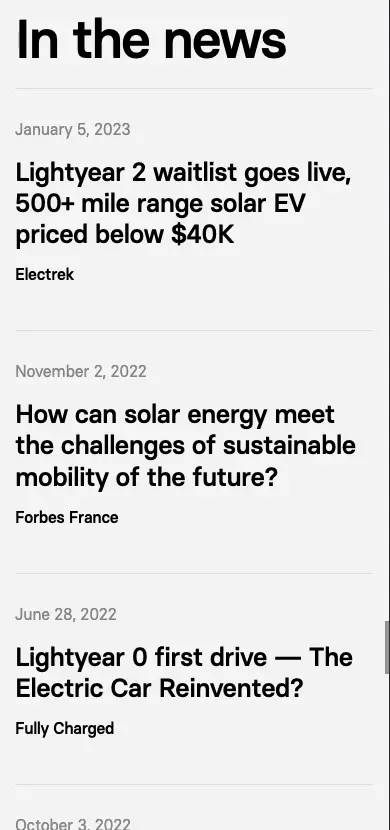 In the news
January 5, 2023
Lightyear 2 waitlist goes live,
500+ mile range solar EV
priced below $40K
Electrek
November 2, 2022
How can solar energy meet
the challenges of sustainable
mobility of the future?
Forbes France
June 28, 2022
Lightyear 0 first drive — The
Electric Car Reinvented?
Fully Charged
October 3, 2022